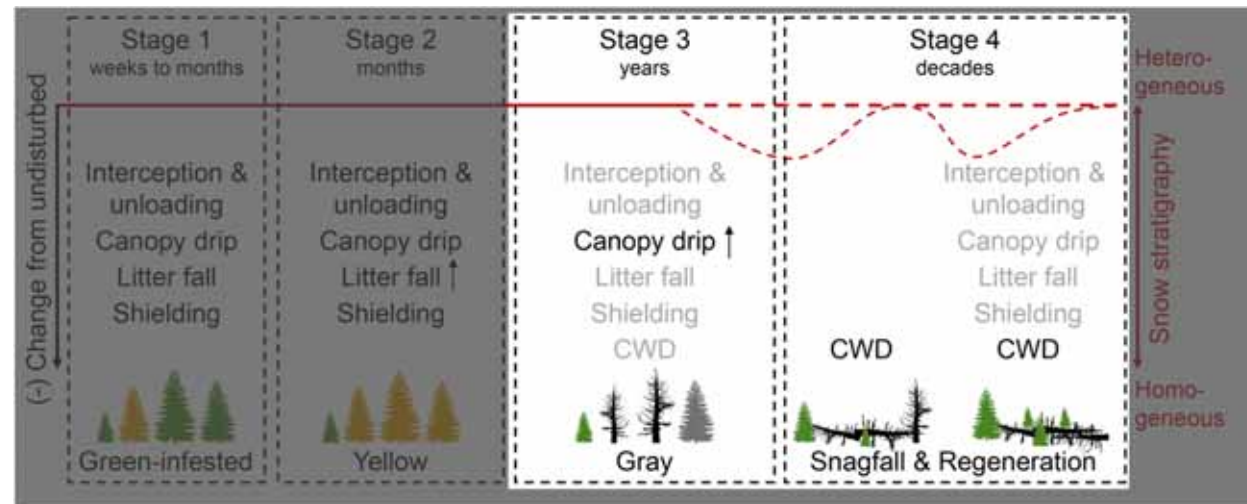 (-) Change from undisturbed
Stage 1
weeks to months
Interception &
unloading
Canopy drip
Litter fall
Shielding
Green-infested
Stage 2
months
Interception &
unloading
Canopy drip
Litter fall ↑
Shielding
Yellow
Stage 3
years
Interception &
unloading
Canopy drip ↑
Litter fall
Shielding
CWD
Gray
Stage 4
decades
Interception &
unloading
Canopy drip
Litter fall
Shielding
CWD CWD
Snagfall & Regeneration
Hetero-
geneous
Snow stratigraphy
Homo-
geneous